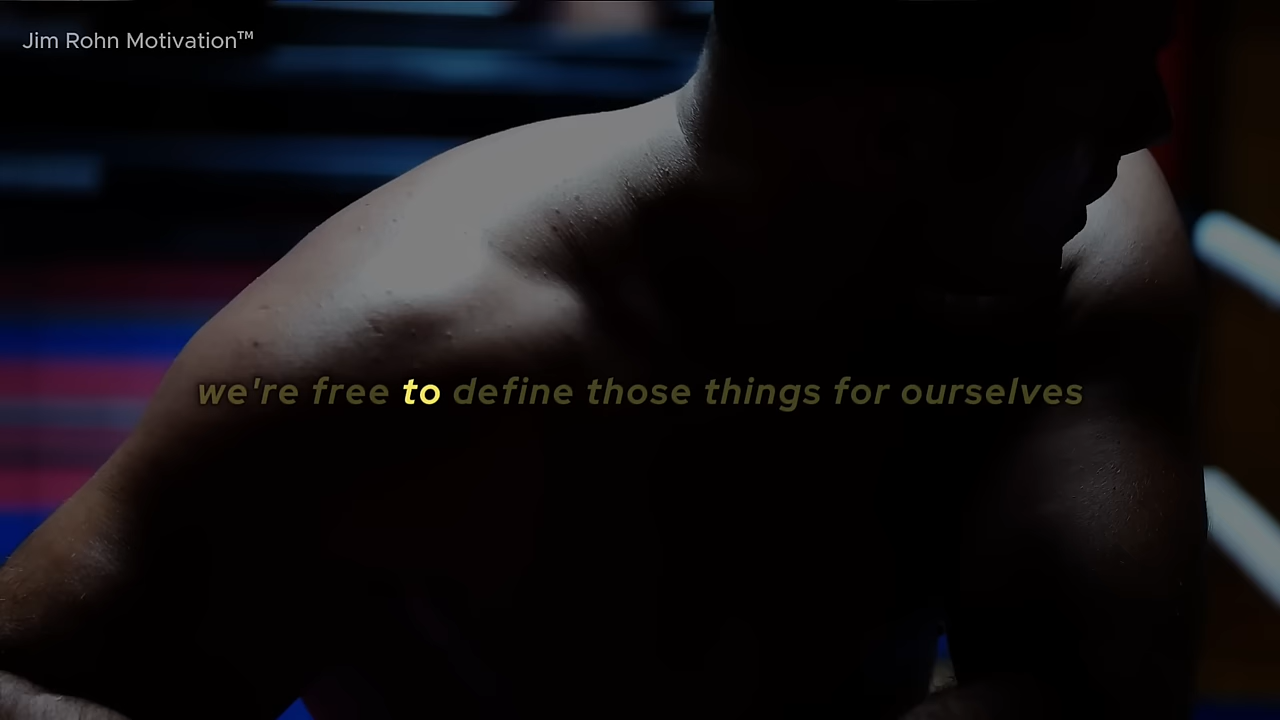 Jim Rohn Motivation™
we're free to define those things for ourselves